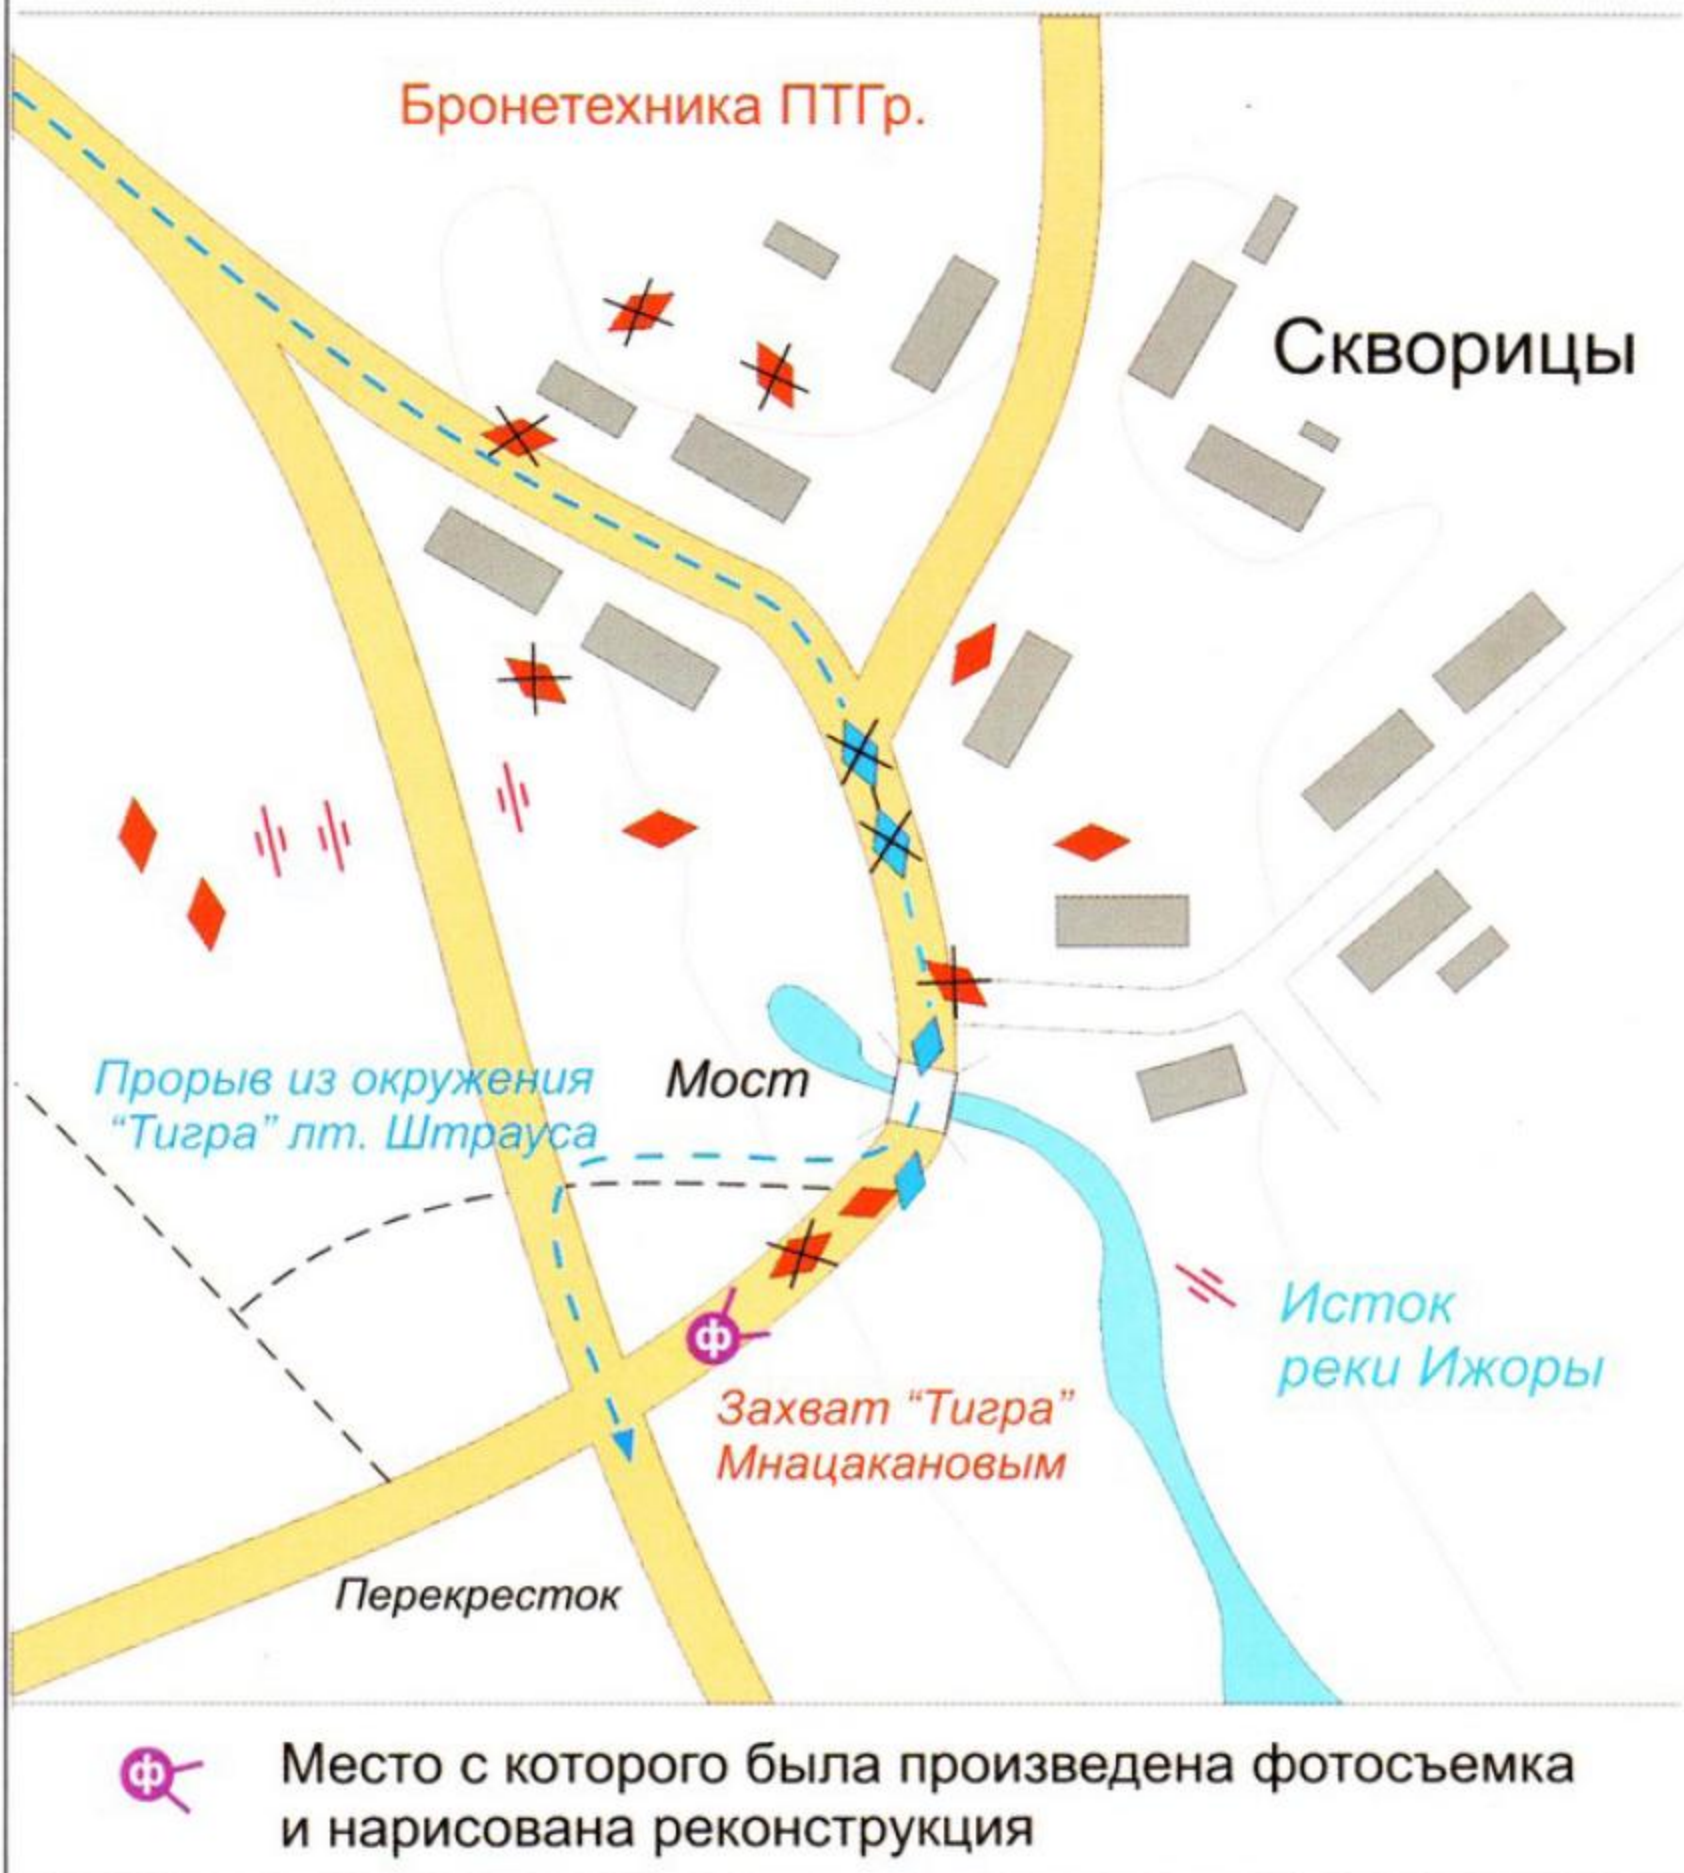 Бронетехника ПТГр.
Скворицы
Прорыв из окружения
“Тигра” лт. Штрауса
Мост
Исток
реки Ижоры
ф
Захват “Тигра”
Мнацакановым
Перекресток
ф
Место с которого была произведена фотосъемка
и нарисована реконструкция